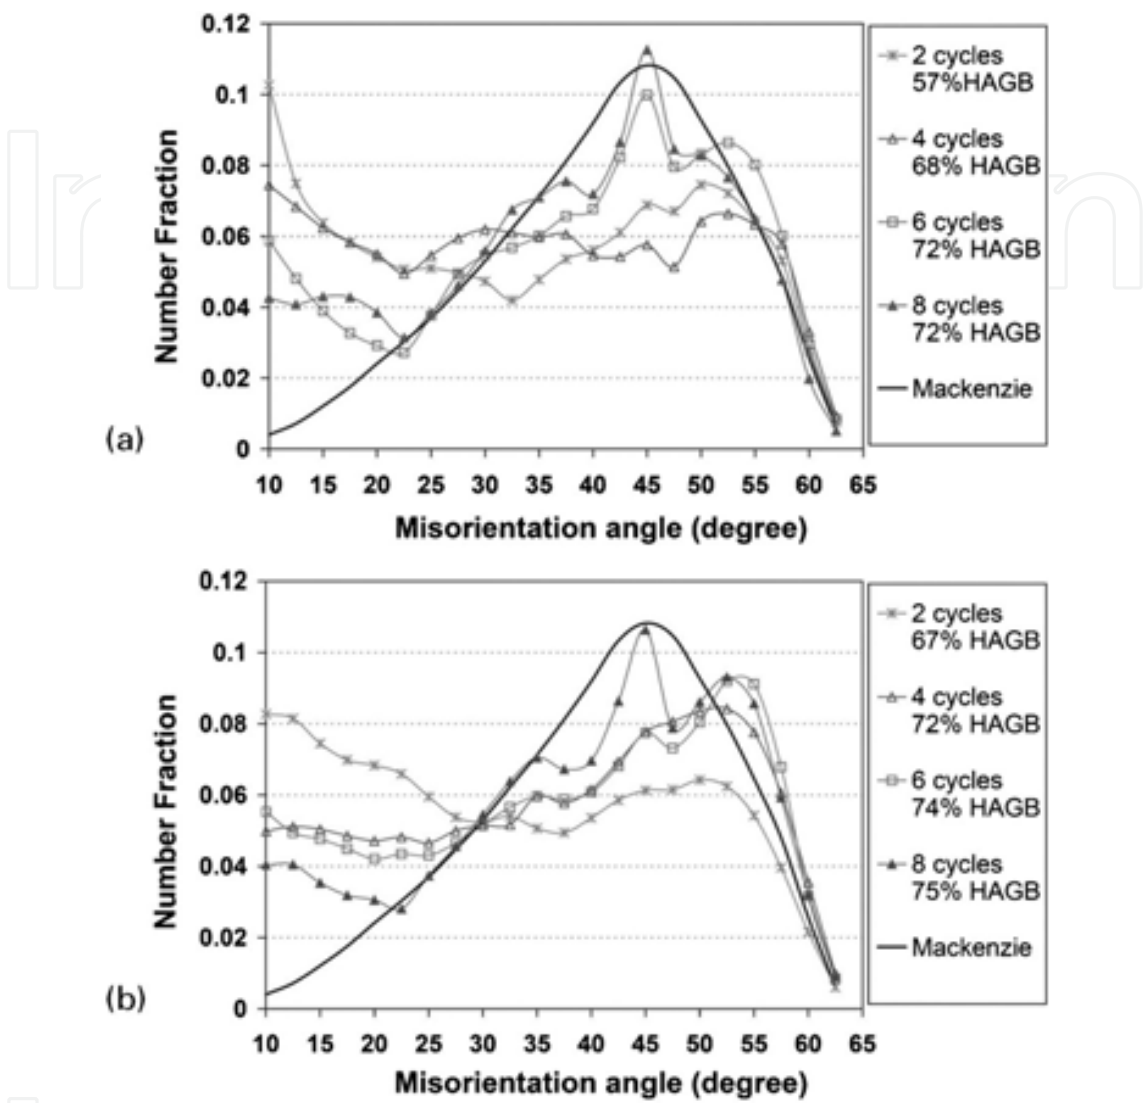 0.12
0.1
0.08
0.06
0.04
0.02
0
Number Fraction
10 15 20 25 30 35 40 45 50 55 60 65
Misorientation angle (degree)
2 cycles
57%HAGB
4 cycles
68% HAGB
6 cycles
72% HAGB
8 cycles
72% HAGB
Mackenzie
(a)
0.12
0.1
0.08
0.06
0.04
0.02
0
Number Fraction
10 15 20 25 30 35 40 45 50 55 60 65
Misorientation angle (degree)
2 cycles
67% HAGB
4 cycles
72% HAGB
6 cycles
74% HAGB
8 cycles
75% HAGB
Mackenzie
(b)